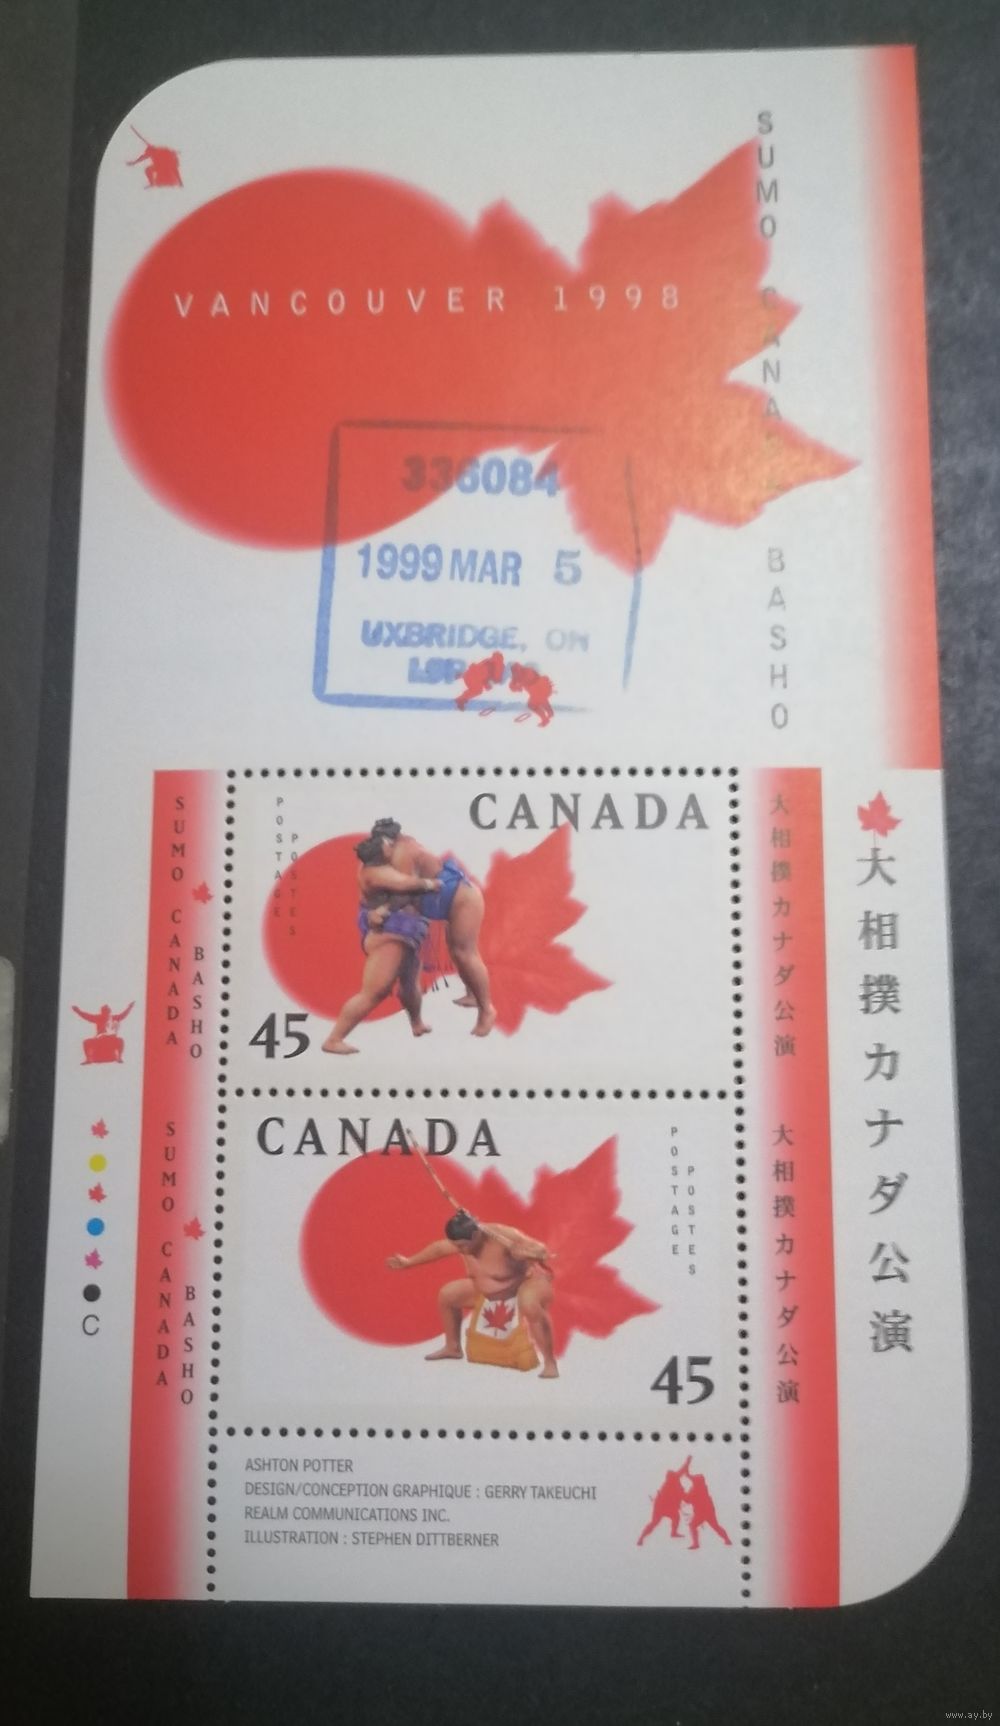 SUMO CANADA BASHO
VANCOUVER 1998
336084
1999 MAR 5
UXBRIDGE, ON
SUMO CANADA BASHO
POSTAGE
POSTES
CANADA
45
大相撲カナダ公演
大相撲カナダ公演
SUMO CANADA BASHO
CANADA
POSTAGE
POSTES
45
大相撲カナダ公演
C
ASHTON POTTER
DESIGN/CONCEPTION GRAPHIQUE : GERRY TAKEUCHI
REALM COMMUNICATIONS INC.
ILLUSTRATION : STEPHEN DITTBERNER
www.ay.by